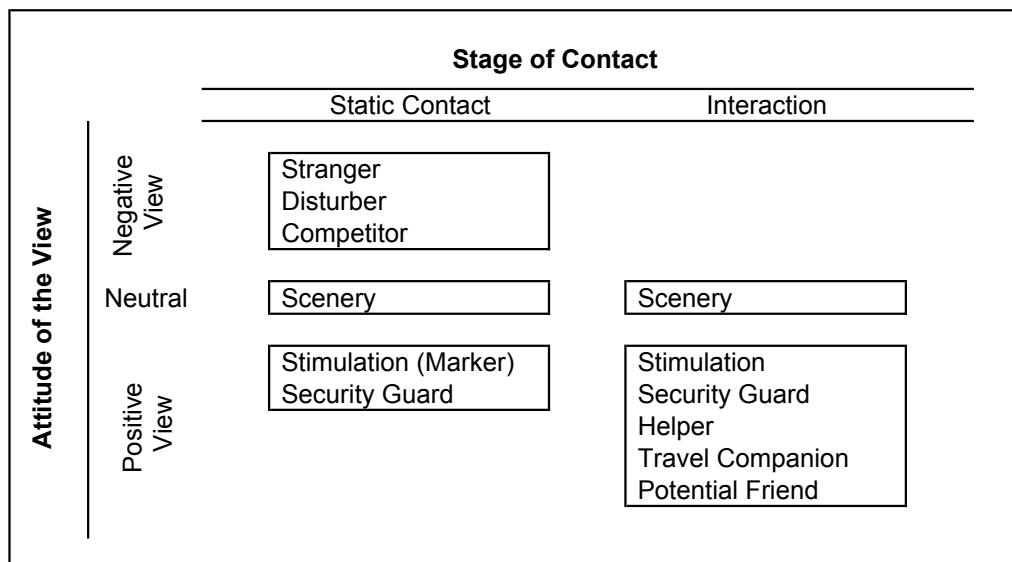 Stage of Contact
Static Contact
Interaction
Attitude of the View
Negative
View
Stranger
Disturber
Competitor
Neutral
Scenery
Scenery
Positive
View
Stimulation (Marker)
Security Guard
Stimulation
Security Guard
Helper
Travel Companion
Potential Friend